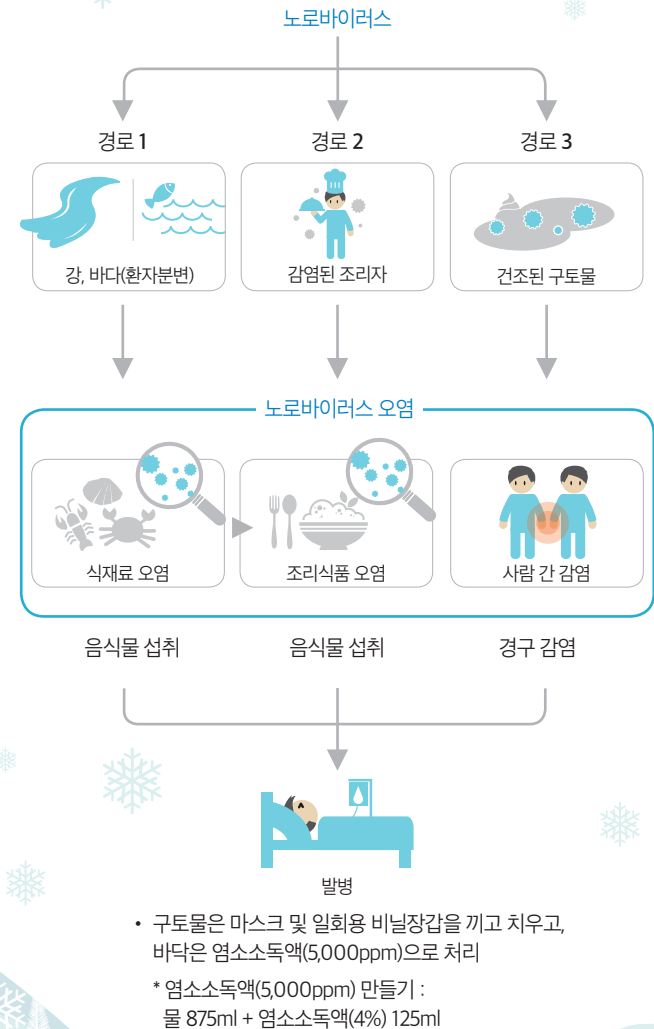 노로바이러스
경로 1
경로 2
경로 3
강, 바다(환자분변)
감염된 조리자
건조된 구토물
노로바이러스 오염
식재료 오염
조리식품 오염
사람 간 감염
음식물 섭취
음식물 섭취
경구 감염
발병
• 구토물은 마스크 및 일회용 비닐장갑을 끼고 치우고,
바닥은 염소소독액(5,000ppm)으로 처리
* 염소소독액(5,000ppm) 만들기 :
물 875ml + 염소소독액(4%) 125ml